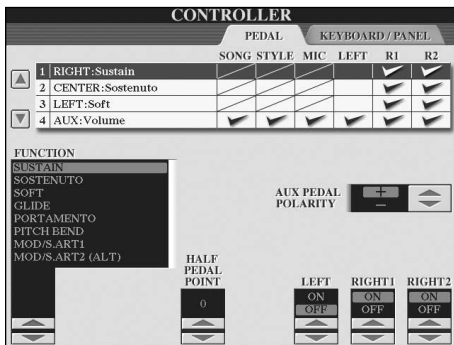 CONTROLLER
PEDAL KEYBOARD / PANEL
SONG STYLE MIC LEFT R1 R2
1 RIGHT:Sustain
2 CENTER:Sostenuto
3 LEFT:Soft
4 AUX:Volume
FUNCTION
SUSTAIN
SOSTENUTO
SOFT
GLIDE
PORTAMENTO
PITCH BEND
MOD/S.ART1
MOD/S.ART2 (ALT)
AUX PEDAL
POLARITY
+
−
HALF
PEDAL
POINT
0
LEFT RIGHT1 RIGHT2
ON ON ON
OFF OFF OFF